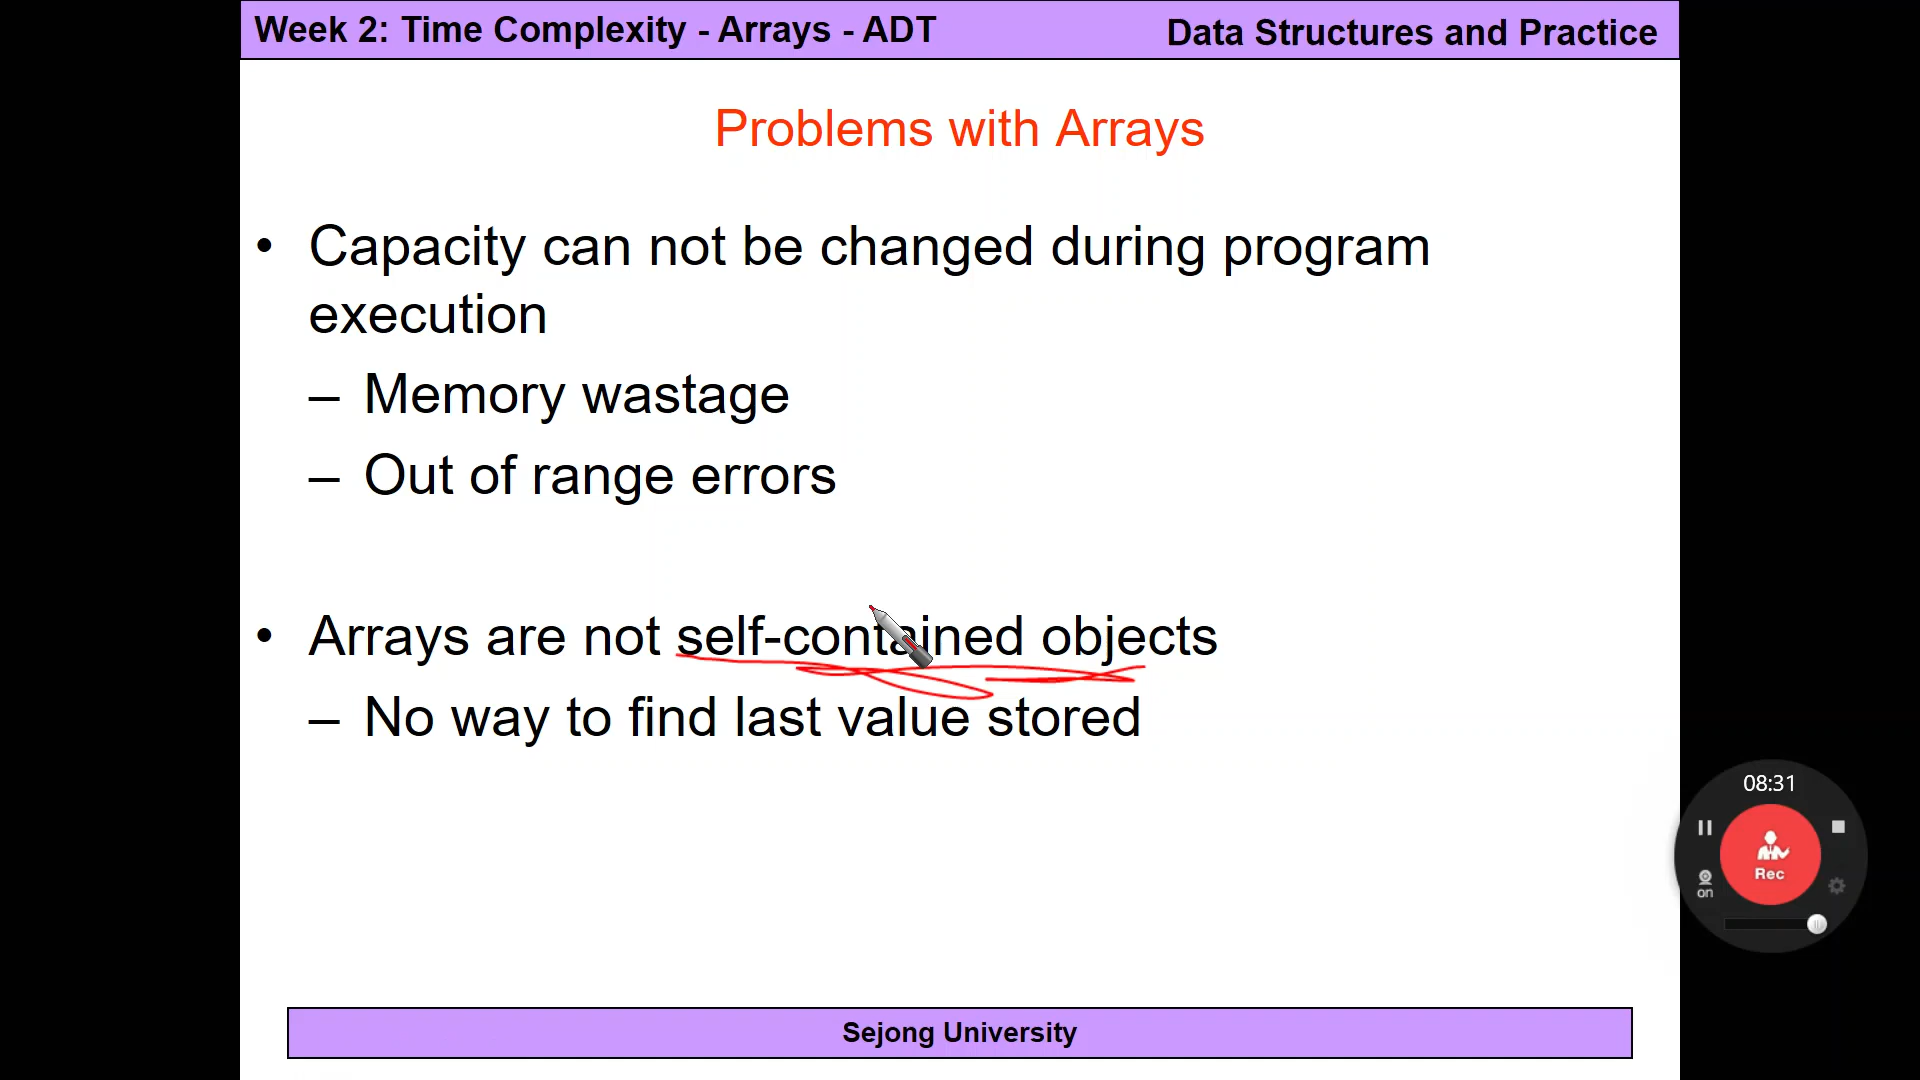 Week 2: Time Complexity - Arrays - ADT
Data Structures and Practice
Problems with Arrays
• Capacity can not be changed during program
execution
– Memory wastage
– Out of range errors
• Arrays are not self-contained objects
– No way to find last value stored
08:31
Rec
on
Sejong University